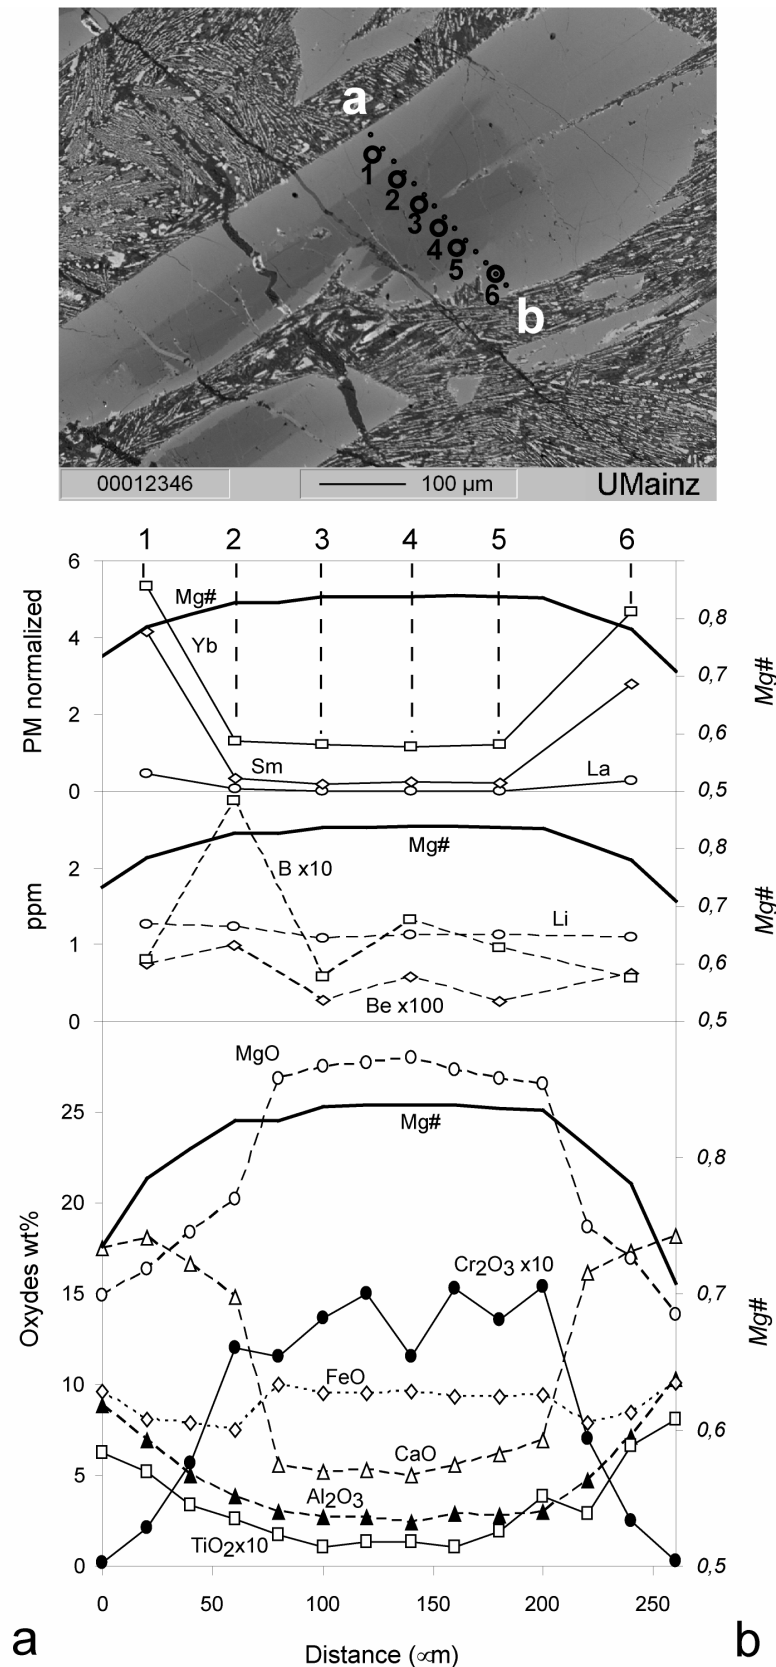 a
1
2
3
4
5
6
b
00012346
100 µm
UMainz
1 2 3 4 5 6
6
Mg#
0,8
Yb
4
PM normalized
0,7
Mg#
2
0,6
Sm
La
0
0,5
Mg#
0,8
B x10
2
ppm
0,7
Mg#
Li
1
0,6
Be x100
0
0,5
MgO
25
Mg#
0,8
20
Cr2O3 x10
Oxydes wt%
15
0,7
Mg#
FeO
10
0,6
CaO
5
Al2O3
TiO2x10
0
0,5
0 50 100 150 200 250
a
b
Distance (∝m)